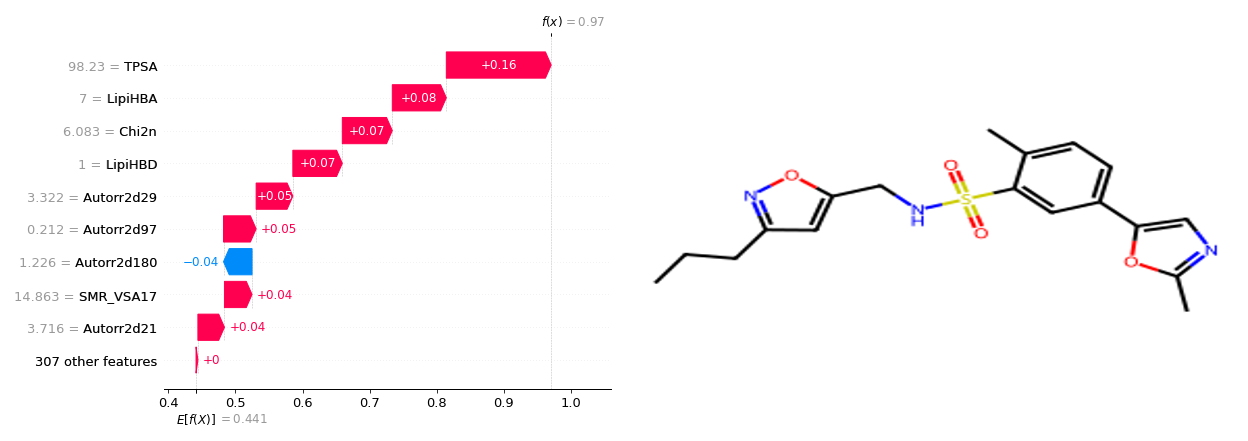 f(x) = 0.97
98.23 = TPSA
+0.16
7 = LipiHBA
+0.08
6.083 = Chi2n
+0.07
1 = LipiHBD
+0.07
3.322 = Autorr2d29
+0.05
0.212 = Autorr2d97
+0.05
1.226 = Autorr2d180
−0.04
14.863 = SMR_VSA17
+0.04
3.716 = Autorr2d21
+0.04
307 other features
+0
0.4 0.5 0.6 0.7 0.8 0.9 1.0
E[f(X)] = 0.441
O
N
N
H
O
S
O
O
N